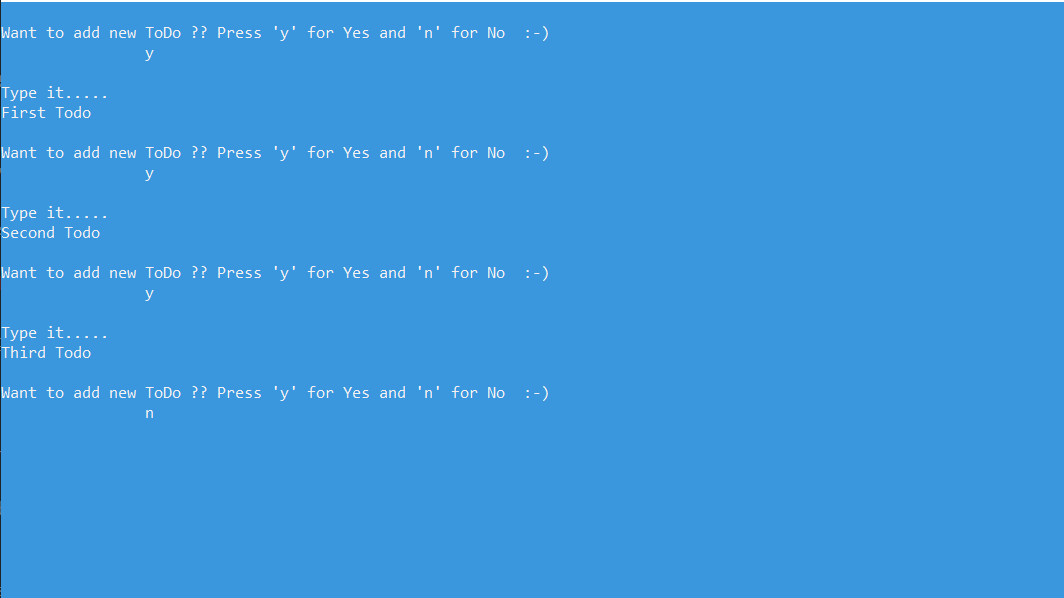 Want to add new ToDo ?? Press 'y' for Yes and 'n' for No  :-)
y
Type it.....
First Todo
Want to add new ToDo ?? Press 'y' for Yes and 'n' for No  :-)
y
Type it.....
Second Todo
Want to add new ToDo ?? Press 'y' for Yes and 'n' for No  :-)
y
Type it.....
Third Todo
Want to add new ToDo ?? Press 'y' for Yes and 'n' for No  :-)
n